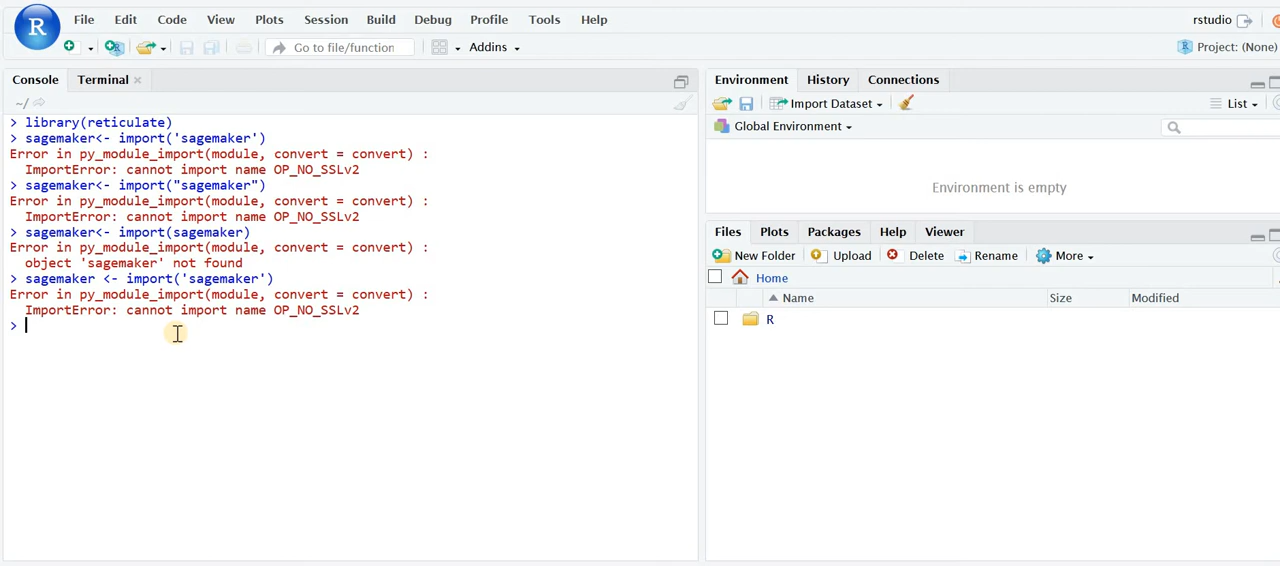 R
File Edit Code View Plots Session Build Debug Profile Tools Help
rstudio
Go to file/function
Addins
R Project: (None)
Console Terminal
~/
> library(reticulate)
> sagemaker<- import('sagemaker')
Error in py_module_import(module, convert = convert) :
ImportError: cannot import name OP_NO_SSLv2
> sagemaker<- import("sagemaker")
Error in py_module_import(module, convert = convert) :
ImportError: cannot import name OP_NO_SSLv2
> sagemaker<- import(sagemaker)
Error in py_module_import(module, convert = convert) :
object 'sagemaker' not found
> sagemaker <- import('sagemaker')
Error in py_module_import(module, convert = convert) :
ImportError: cannot import name OP_NO_SSLv2
>
Environment History Connections
Import Dataset
List
Global Environment
Environment is empty
Files Plots Packages Help Viewer
New Folder Upload Delete Rename More
Home
Name Size Modified
R